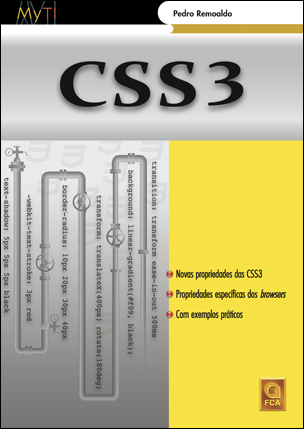 MyTI
Pedro Remoaldo
CSS3
text-shadow: 5px 5px 5px black
-webkit-text-stroke: 3px red
border-radius: 10px 20px 30px 40px
transform: translateX(400px) rotate(180deg)
background: linear-gradient(#f09, black);
transition: transform ease-in-out 500ms
Novas propriedades das CSS3
Propriedades específicas dos browsers
Com exemplos práticos
FCA